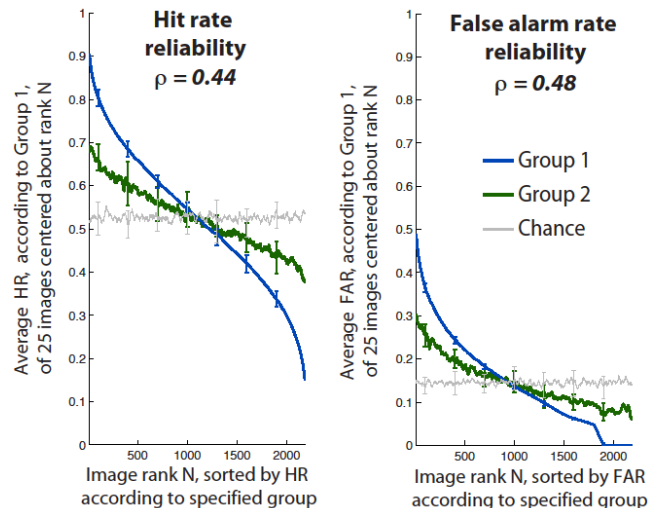 Hit rate
reliability
ρ = 0.44
Average HR, according to Group 1,
of 25 images centered about rank N
1
0.9
0.8
0.7
0.6
0.5
0.4
0.3
0.2
0.1
0
500
1000
1500
2000
Image rank N, sorted by HR
according to specified group
False alarm rate
reliability
ρ = 0.48
Group 1
Group 2
Chance
Average FAR, according to Group 1,
of 25 images centered about rank N
1
0.9
0.8
0.7
0.6
0.5
0.4
0.3
0.2
0.1
0
500
1000
1500
2000
Image rank N, sorted by FAR
according to specified group